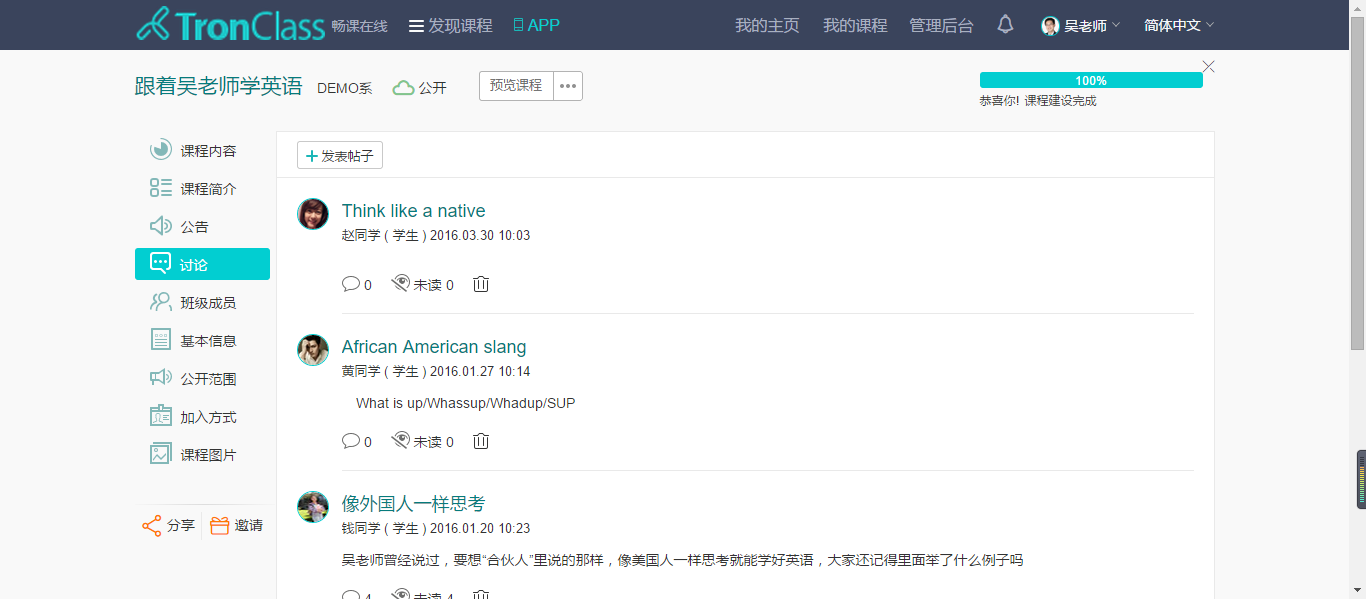 TronClass 畅课在线 发现课程 APP 我的主页 我的课程 管理后台 吴老师 简体中文
跟着吴老师学英语 DEMO系 公开 预览课程 •••
100%
恭喜你! 课程建设完成
课程内容
课程简介
公告
讨论
班级成员
基本信息
公开范围
加入方式
课程图片
分享 邀请
+ 发表帖子
Think like a native
赵同学 ( 学生 ) 2016.03.30 10:03
0 未读 0
African American slang
黄同学 ( 学生 ) 2016.01.27 10:14
What is up/Whassup/Whadup/SUP
0 未读 0
像外国人一样思考
钱同学 ( 学生 ) 2016.01.20 10:23
吴老师曾经说过，要想“合伙人”里说的那样，像美国人一样思考就能学好英语，大家还记得里面举了什么例子吗
4 未读 4